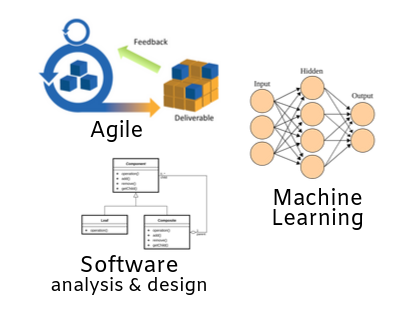 Feedback
Deliverable
Agile
Input
Hidden
Output
Machine
Learning
Component
operation()
add()
remove()
getChild()
Leaf
operation()
Composite
operation()
add()
remove()
getChild()
Software
analysis & design